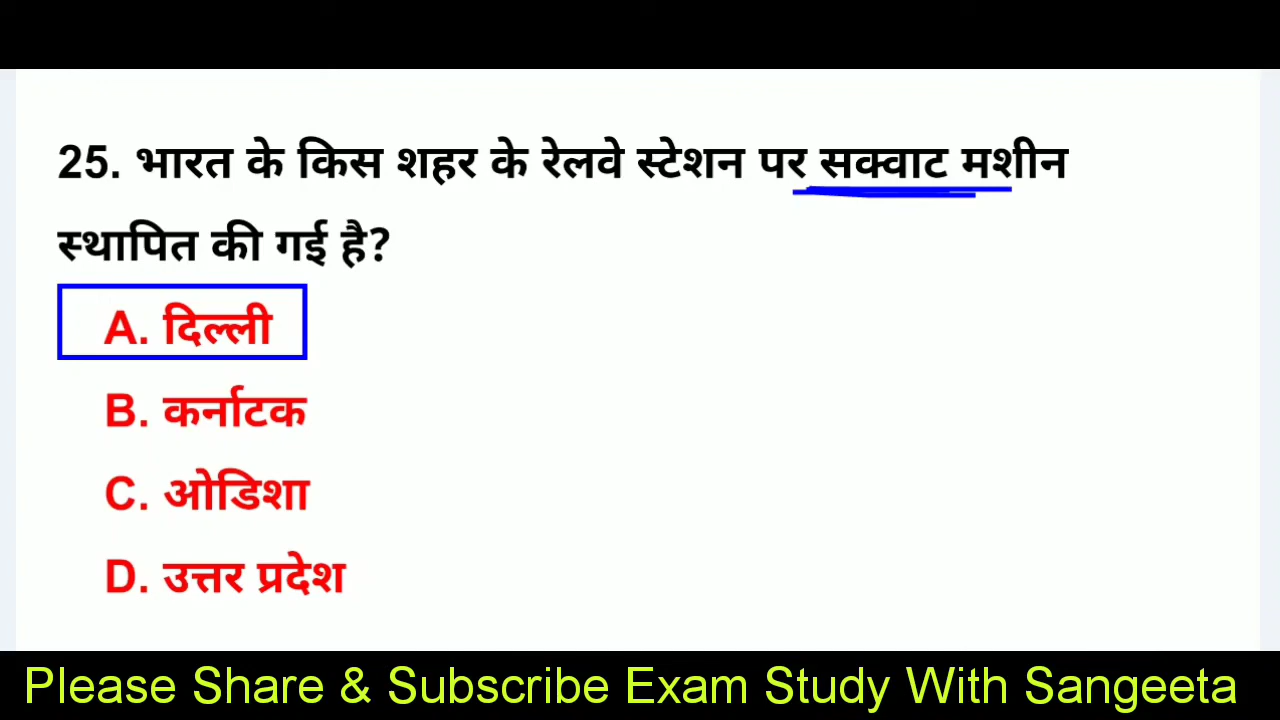 25. भारत के किस शहर के रेलवे स्टेशन पर सक्वाट मशीन
स्थापित की गई है?
A. दिल्ली
B. कर्नाटक
C. ओडिशा
D. उत्तर प्रदेश
Please Share & Subscribe Exam Study With Sangeeta